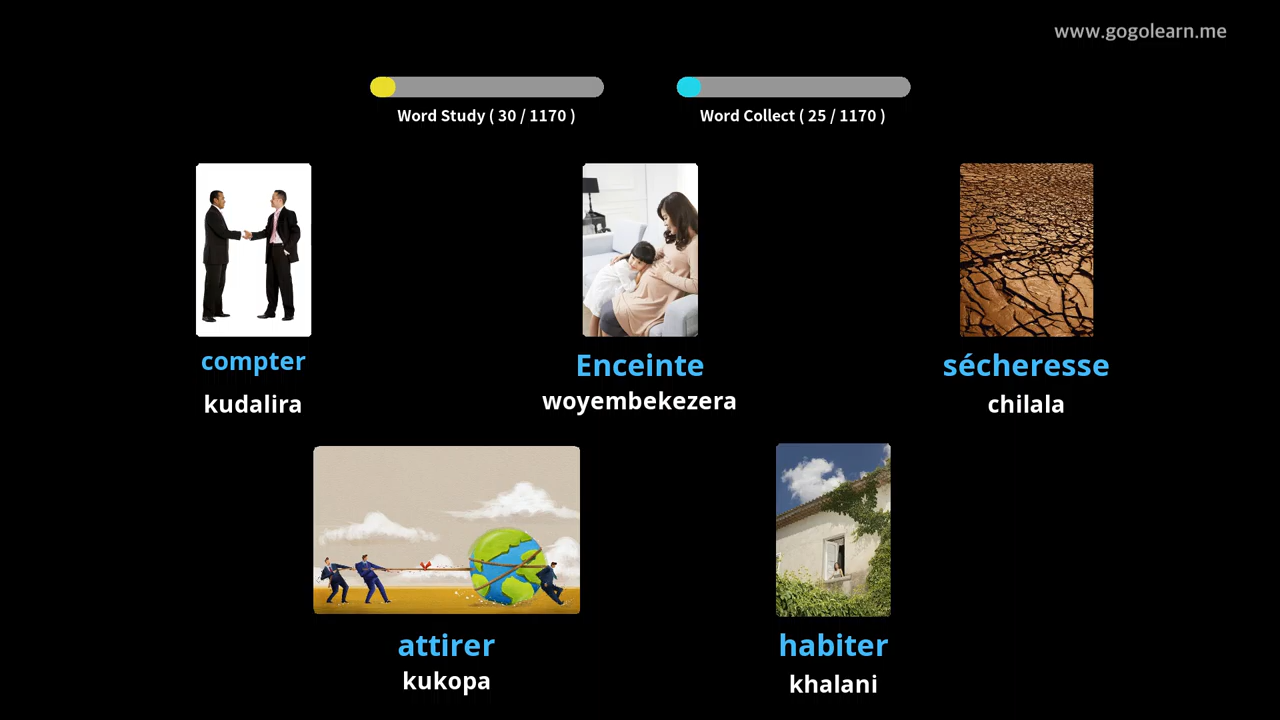 www.gogolearn.me
Word Study ( 30 / 1170 )
Word Collect ( 25 / 1170 )
compter
kudalira
Enceinte
woyembekezera
sécheresse
chilala
attirer
kukopa
habiter
khalani